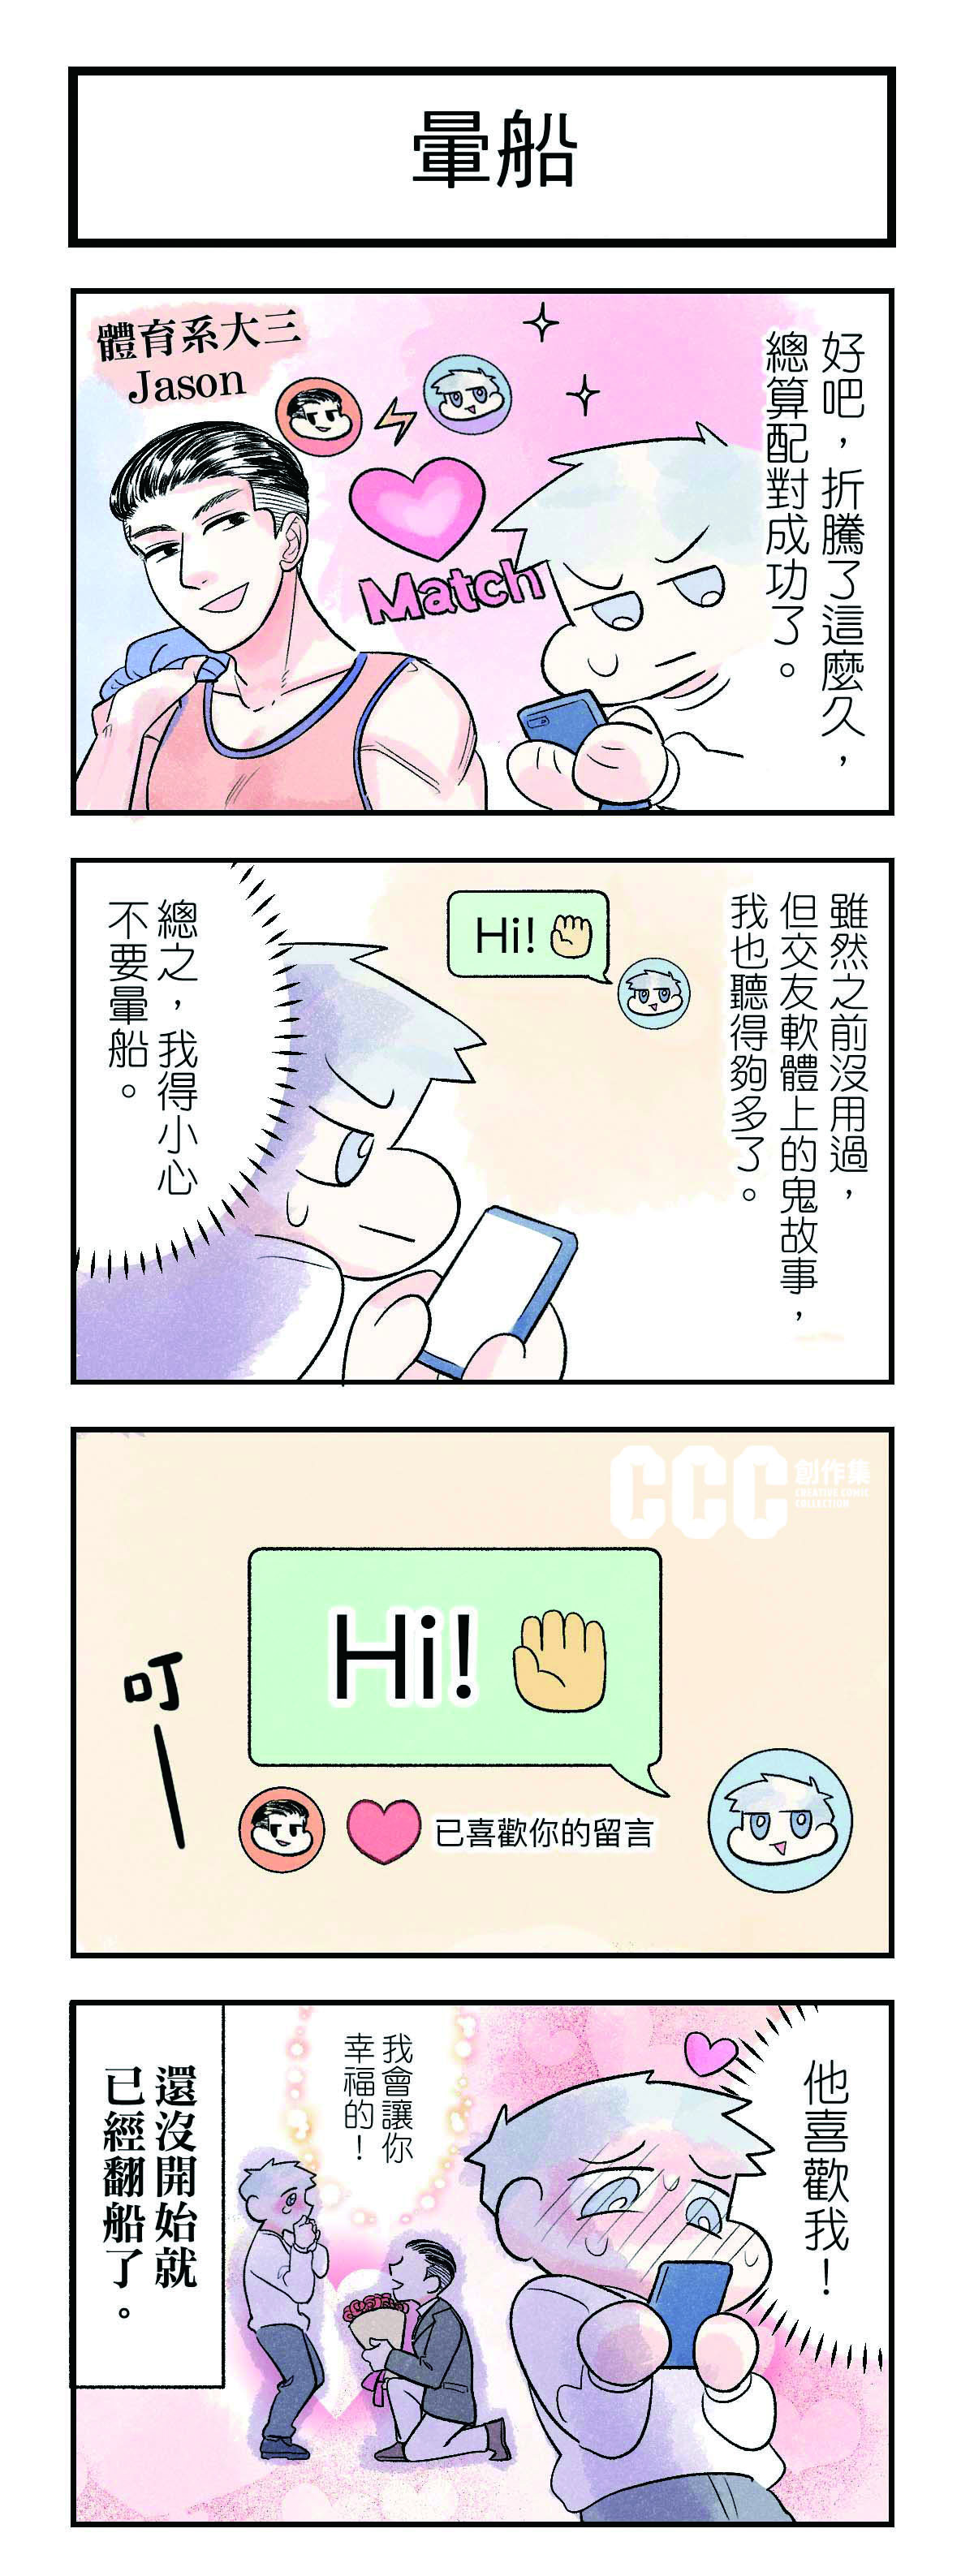 暈船
好吧，折騰了這麼久，
總算配對成功了。
體育系大三
Jason
Match
雖然之前沒用過，
但交友軟體上的鬼故事，
我也聽得夠多了。
Hi!
總之，我得小心
不要暈船。
CCC創作集
CREATIVE COMIC
COLLECTION
Hi!
叮
已喜歡你的留言
他喜歡我！
我會讓你
幸福的！
還沒開始就
已經翻船了。